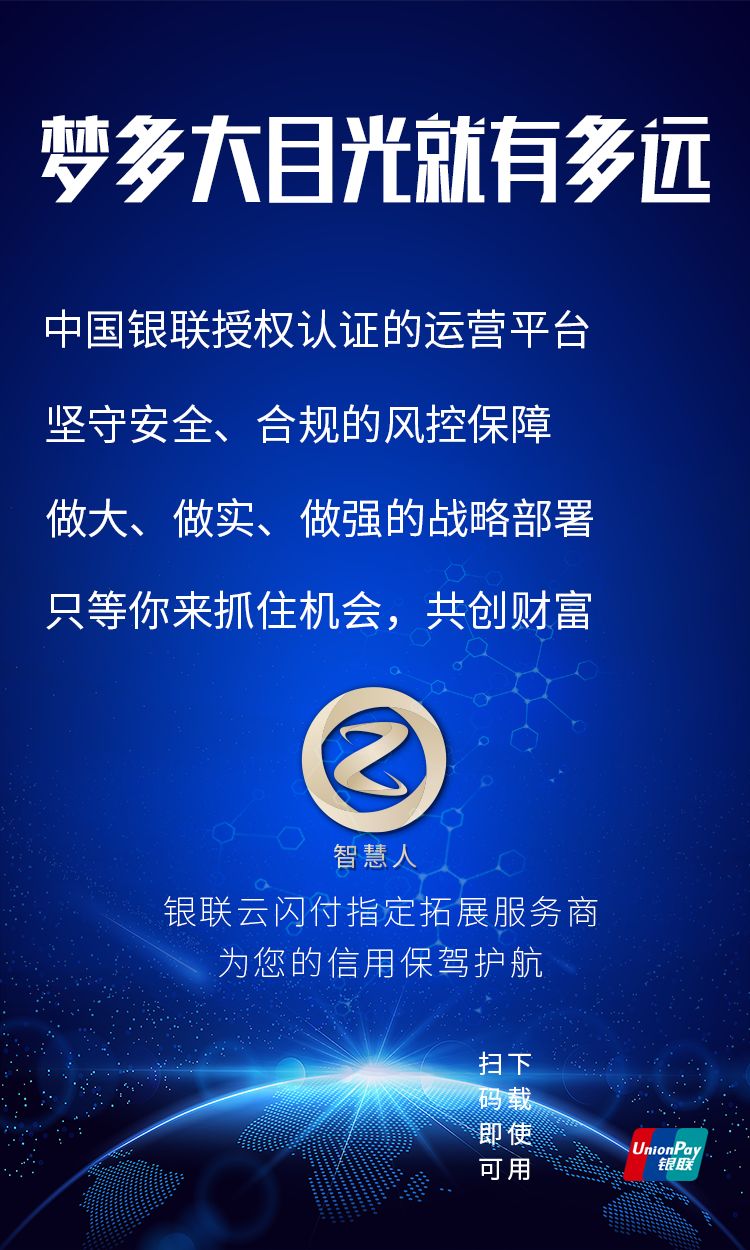 梦多大目光就有多远
中国银联授权认证的运营平台
坚守安全、合规的风控保障
做大、做实、做强的战略部署
只等你来抓住机会，共创财富
智慧人
银联云闪付指定拓展服务商
为您的信用保驾护航
扫下
码载
即使
可用
UnionPay
银联